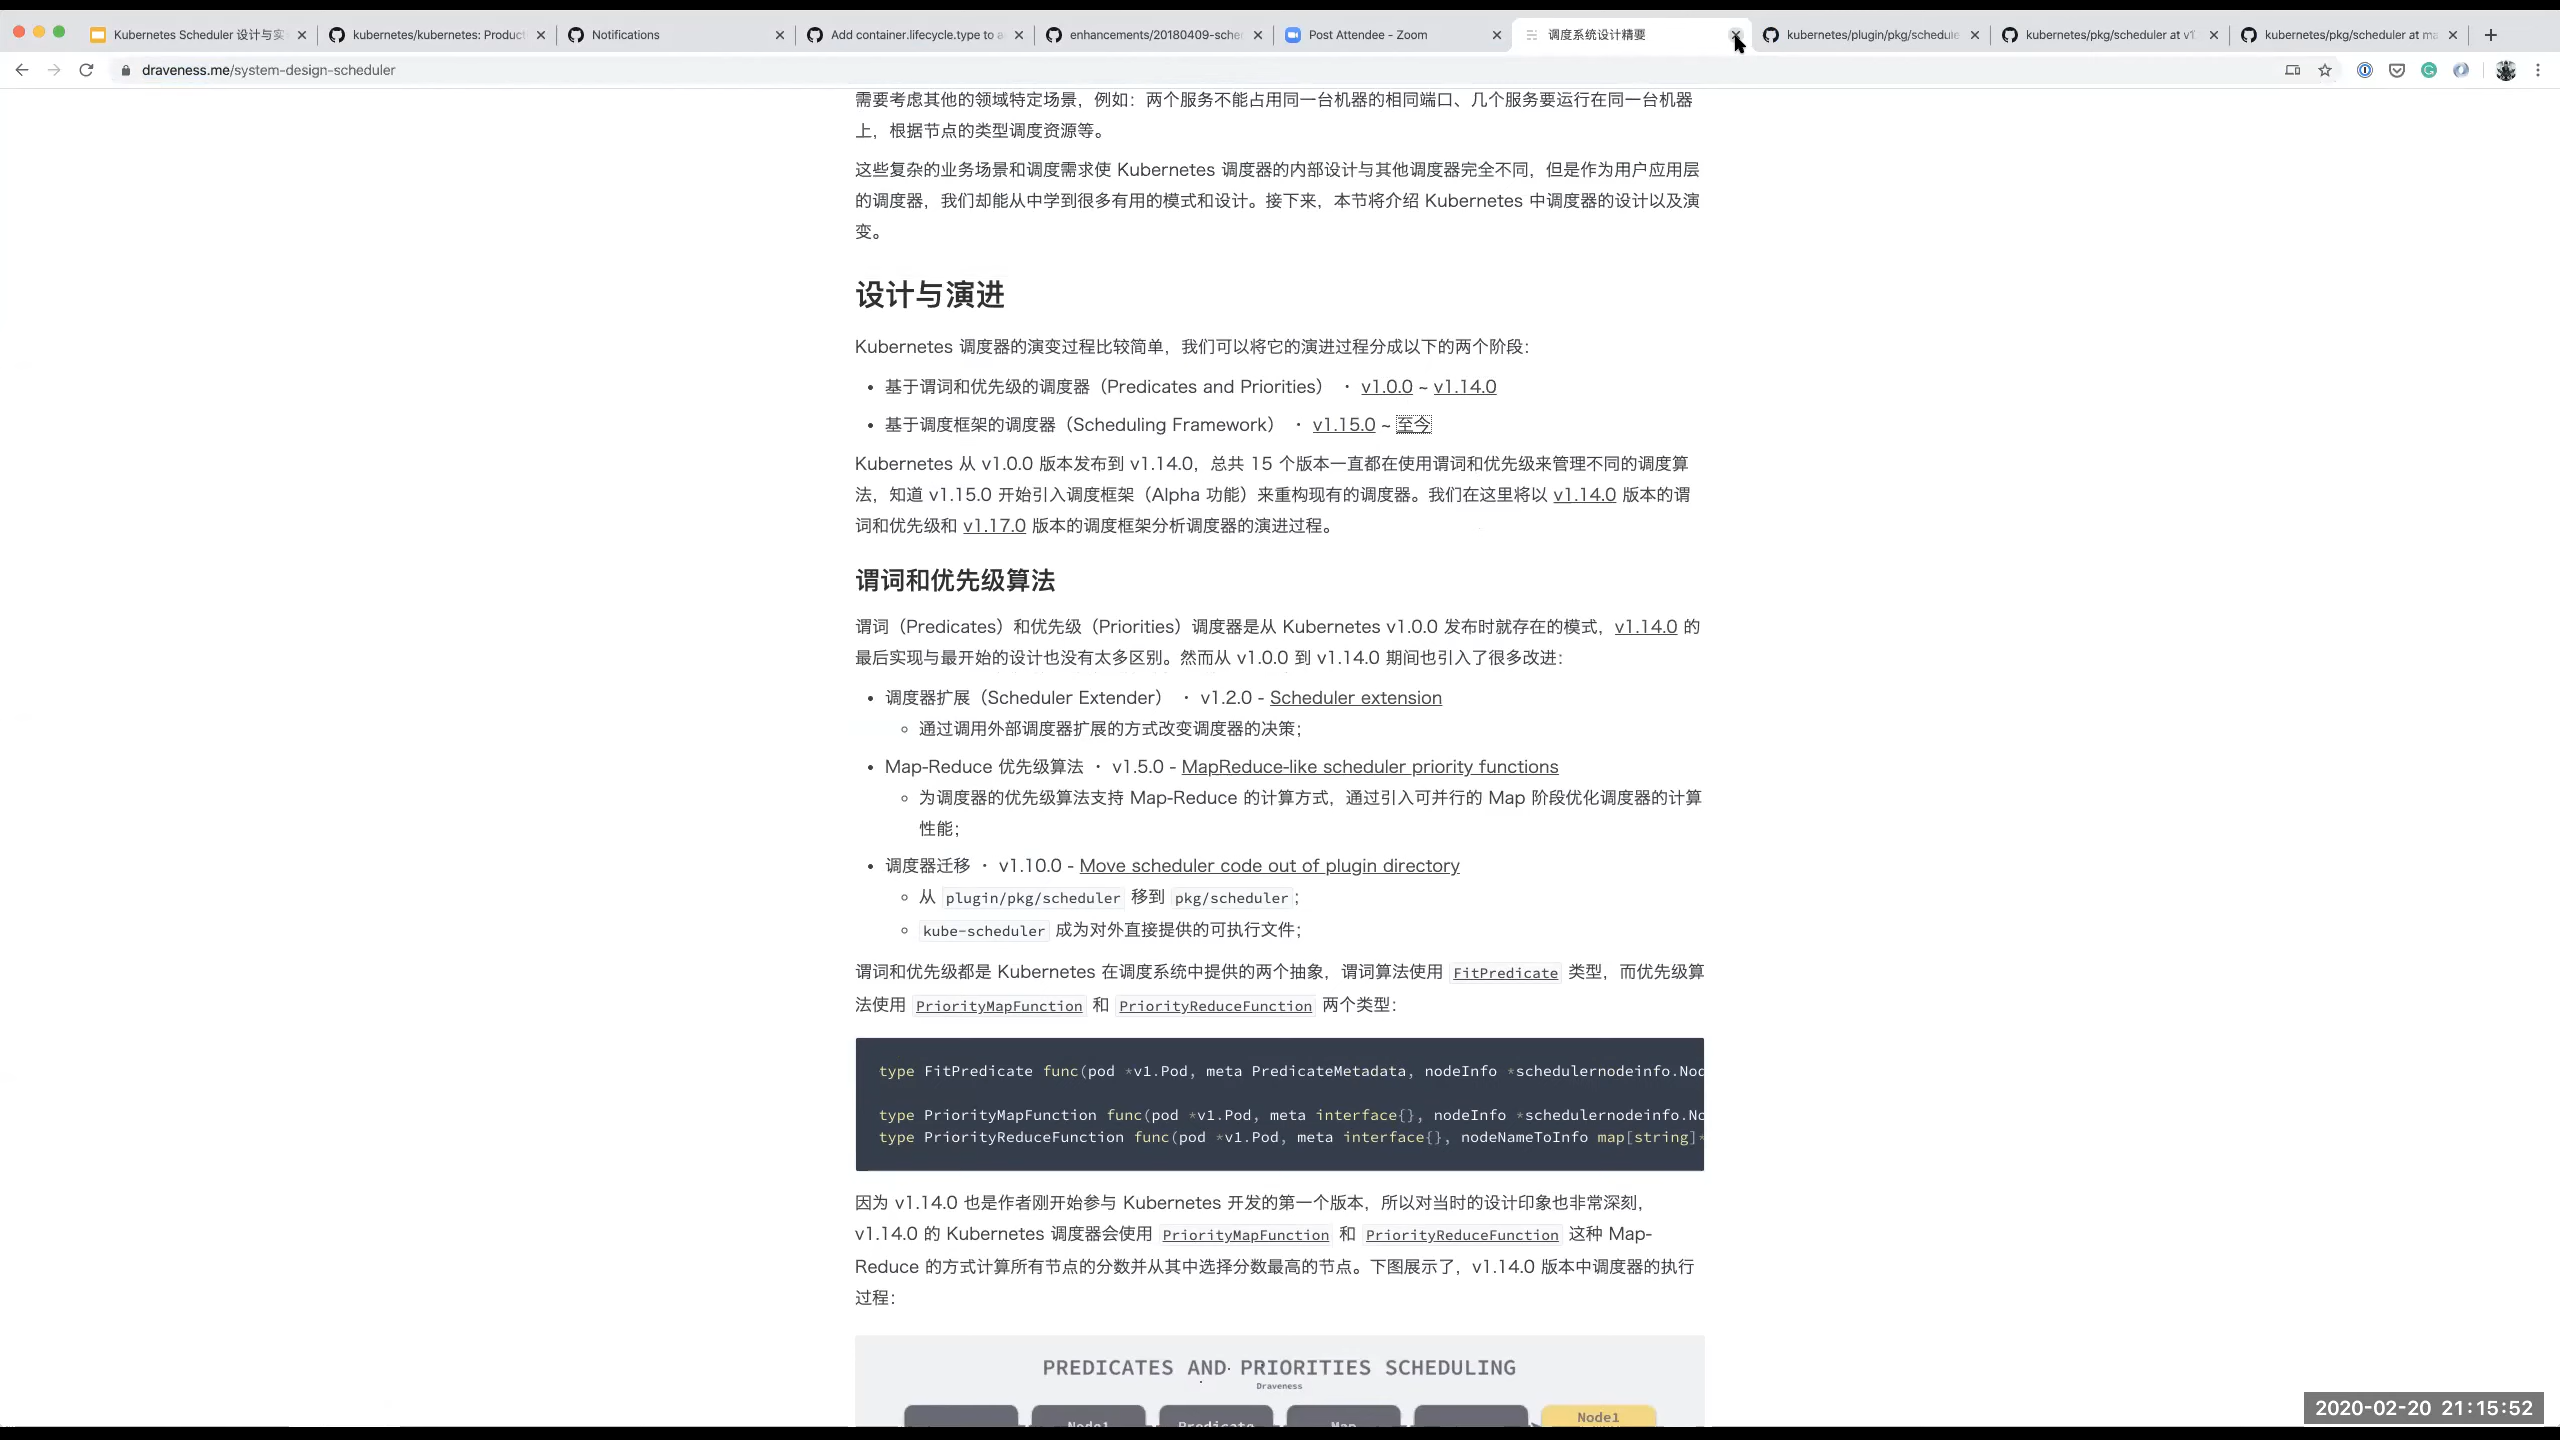 Kubernetes Scheduler 设计与实
kubernetes/kubernetes: Product
Notifications
Add container.lifecycle.type to a
enhancements/20180409-sche
Post Attendee - Zoom
调度系统设计精要
kubernetes/plugin/pkg/schedule
kubernetes/pkg/scheduler at v1
kubernetes/pkg/scheduler at ma
draveness.me/system-design-scheduler
需要考虑其他的领域特定场景，例如：两个服务不能占用同一台机器的相同端口、几个服务要运行在同一台机器
上，根据节点的类型调度资源等。
这些复杂的业务场景和调度需求使 Kubernetes 调度器的内部设计与其他调度器完全不同，但是作为用户应用层
的调度器，我们却能从中学到很多有用的模式和设计。接下来，本节将介绍 Kubernetes 中调度器的设计以及演
变。
设计与演进
Kubernetes 调度器的演变过程比较简单，我们可以将它的演进过程分成以下的两个阶段：
• 基于谓词和优先级的调度器（Predicates and Priorities） · v1.0.0 ~ v1.14.0
• 基于调度框架的调度器（Scheduling Framework） · v1.15.0 ~ 至今
Kubernetes 从 v1.0.0 版本发布到 v1.14.0，总共 15 个版本一直都在使用谓词和优先级来管理不同的调度算
法，知道 v1.15.0 开始引入调度框架（Alpha 功能）来重构现有的调度器。我们在这里将以 v1.14.0 版本的谓
词和优先级和 v1.17.0 版本的调度框架分析调度器的演进过程。
谓词和优先级算法
谓词（Predicates）和优先级（Priorities）调度器是从 Kubernetes v1.0.0 发布时就存在的模式，v1.14.0 的
最后实现与最开始的设计也没有太多区别。然而从 v1.0.0 到 v1.14.0 期间也引入了很多改进：
• 调度器扩展（Scheduler Extender） · v1.2.0 - Scheduler extension
◦ 通过调用外部调度器扩展的方式改变调度器的决策；
• Map-Reduce 优先级算法 · v1.5.0 - MapReduce-like scheduler priority functions
◦ 为调度器的优先级算法支持 Map-Reduce 的计算方式，通过引入可并行的 Map 阶段优化调度器的计算
性能；
• 调度器迁移 · v1.10.0 - Move scheduler code out of plugin directory
◦ 从 plugin/pkg/scheduler 移到 pkg/scheduler；
◦ kube-scheduler 成为对外直接提供的可执行文件；
谓词和优先级都是 Kubernetes 在调度系统中提供的两个抽象，谓词算法使用 FitPredicate 类型，而优先级算
法使用 PriorityMapFunction 和 PriorityReduceFunction 两个类型：
type FitPredicate func(pod *v1.Pod, meta PredicateMetadata, nodeInfo *schedulernodeinfo.Nod
type PriorityMapFunction func(pod *v1.Pod, meta interface{}, nodeInfo *schedulernodeinfo.No
type PriorityReduceFunction func(pod *v1.Pod, meta interface{}, nodeNameToInfo map[string]*
因为 v1.14.0 也是作者刚开始参与 Kubernetes 开发的第一个版本，所以对当时的设计印象也非常深刻，
v1.14.0 的 Kubernetes 调度器会使用 PriorityMapFunction 和 PriorityReduceFunction 这种 Map-
Reduce 的方式计算所有节点的分数并从其中选择分数最高的节点。下图展示了，v1.14.0 版本中调度器的执行
过程：
PREDICATES AND PRIORITIES SCHEDULING
Draveness
Node1 Predicate Map Node1
2020-02-20 21:15:52